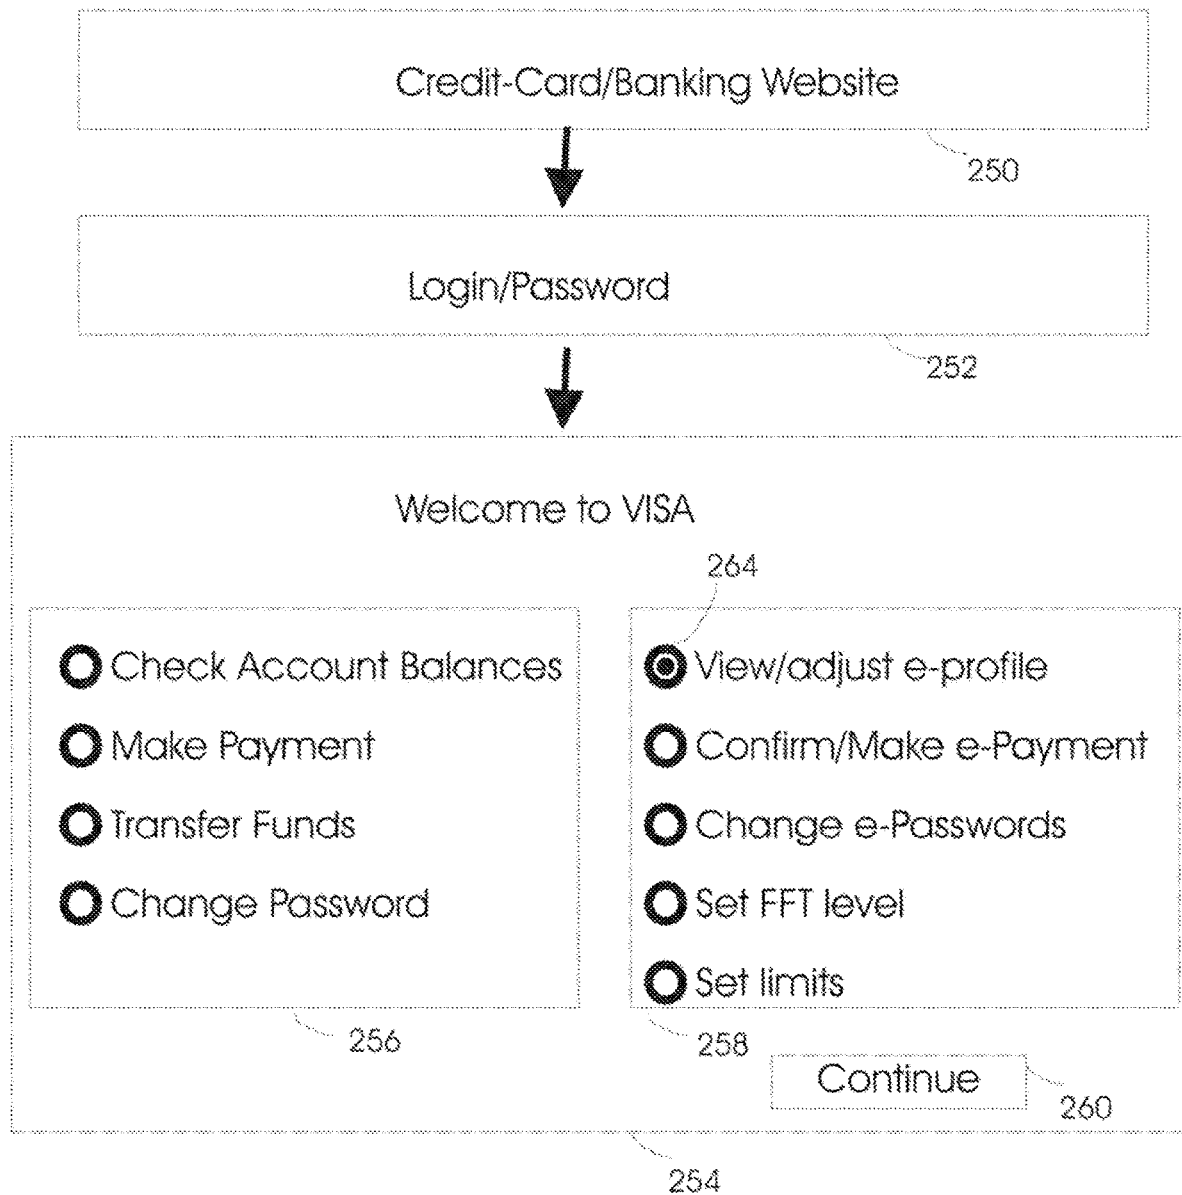 Credit-Card/Banking Website
250
Login/Password
252
Welcome to VISA
264
Check Account Balances
Make Payment
Transfer Funds
Change Password
256
View/adjust e-profile
Confirm/Make e-Payment
Change e-Passwords
Set FFT level
Set limits
258
Continue
260
254